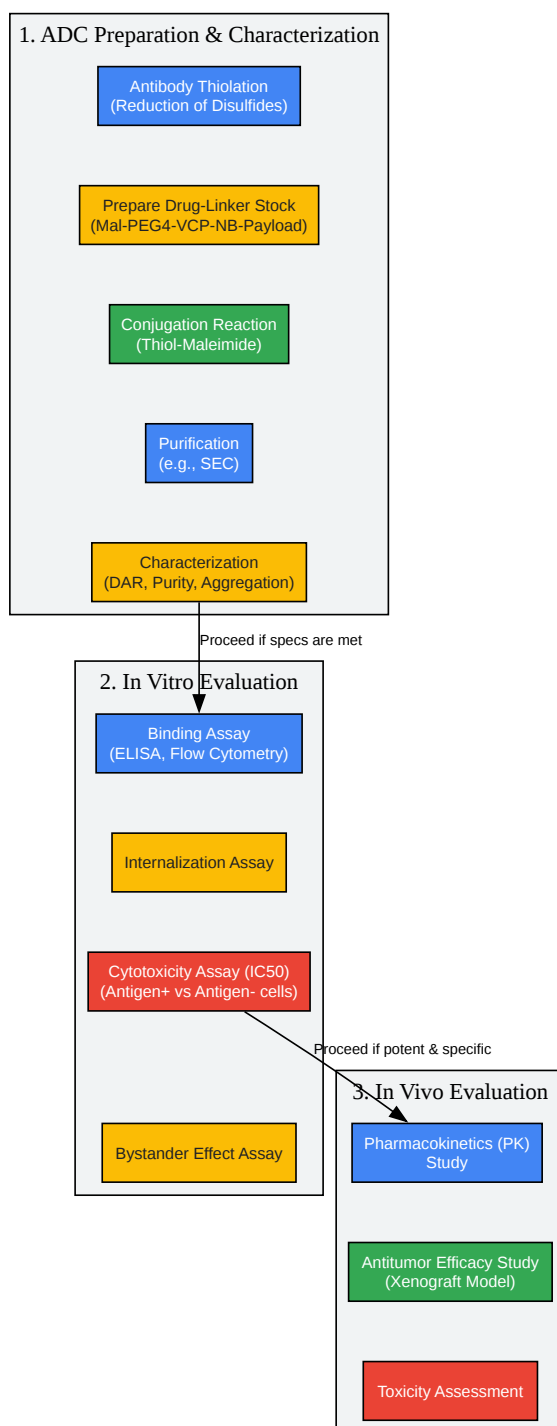 1. ADC Preparation & Characterization
Antibody Thiolation
(Reduction of Disulfides)
Prepare Drug-Linker Stock
(Mal-PEG4-VCP-NB-Payload)
Conjugation Reaction
(Thiol-Maleimide)
Purification
(e.g., SEC)
Characterization
(DAR, Purity, Aggregation)
Proceed if specs are met
2. In Vitro Evaluation
Binding Assay
(ELISA, Flow Cytometry)
Internalization Assay
Cytotoxicity Assay (IC50)
(Antigen+ vs Antigen- cells)
Proceed if potent & specific
3. In Vivo Evaluation
Bystander Effect Assay
Pharmacokinetics (PK)
Study
Antitumor Efficacy Study
(Xenograft Model)
Toxicity Assessment